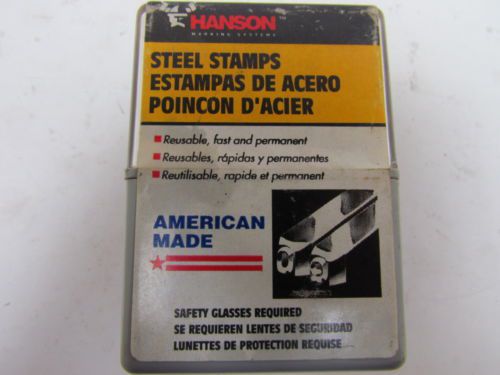 HANSON™
MARKING SYSTEMS
STEEL STAMPS
ESTAMPAS DE ACERO
POINCON D'ACIER
Reusable, fast and permanent
Reusables, rápidas y permanentes
Reutilisable, rapide et permanent
AMERICAN
MADE
SAFETY GLASSES REQUIRED
SE REQUIEREN LENTES DE SEGURIDAD
LUNETTES DE PROTECTION REQUISE